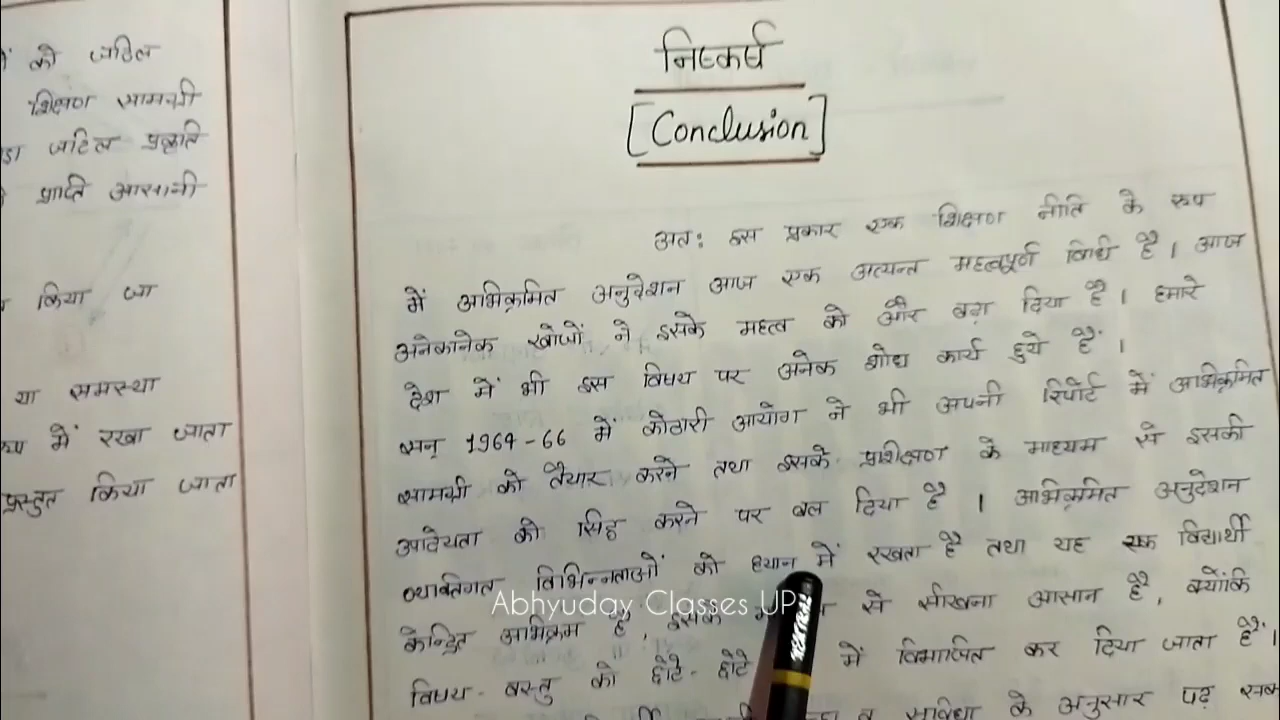 को जटिल
शिक्षण सामग्री
जटिल प्रकृति
प्राप्ति आसानी
किया जा
या समस्या
में रखा जाता
प्रस्तुत किया जाता
निष्कर्ष
[Conclusion]
अतः इस प्रकार एक शिक्षण नीति के रूप
में अभिक्रमित अनुदेशन आज एक अत्यन्त महत्वपूर्ण विधि है। आज
अनेकानेक खोजों ने इसके महत्व को और बढ़ा दिया है। हमारे
देश में भी इस विषय पर अनेक शोध कार्य हुये हैं।
सन् 1964-66 में कोठारी आयोग ने भी अपनी रिपोर्ट में अभिक्रमित
सामग्री को तैयार करने तथा इसके प्रशिक्षण के माध्यम से इसकी
को सिद्ध करने पर बल दिया है। अभिक्रमित अनुदेशन
व्यक्तिगत विभिन्नताओं को ध्यान में रखता है तथा यह एक विद्यार्थी
केन्द्रित अभिक्रम है, इसके से सीखना आसान है, क्योंकि
विषय-वस्तु को छोटे-छोटे में विभाजित कर दिया जाता है।
के अनुसार पढ़
Abhyuday Classes UP